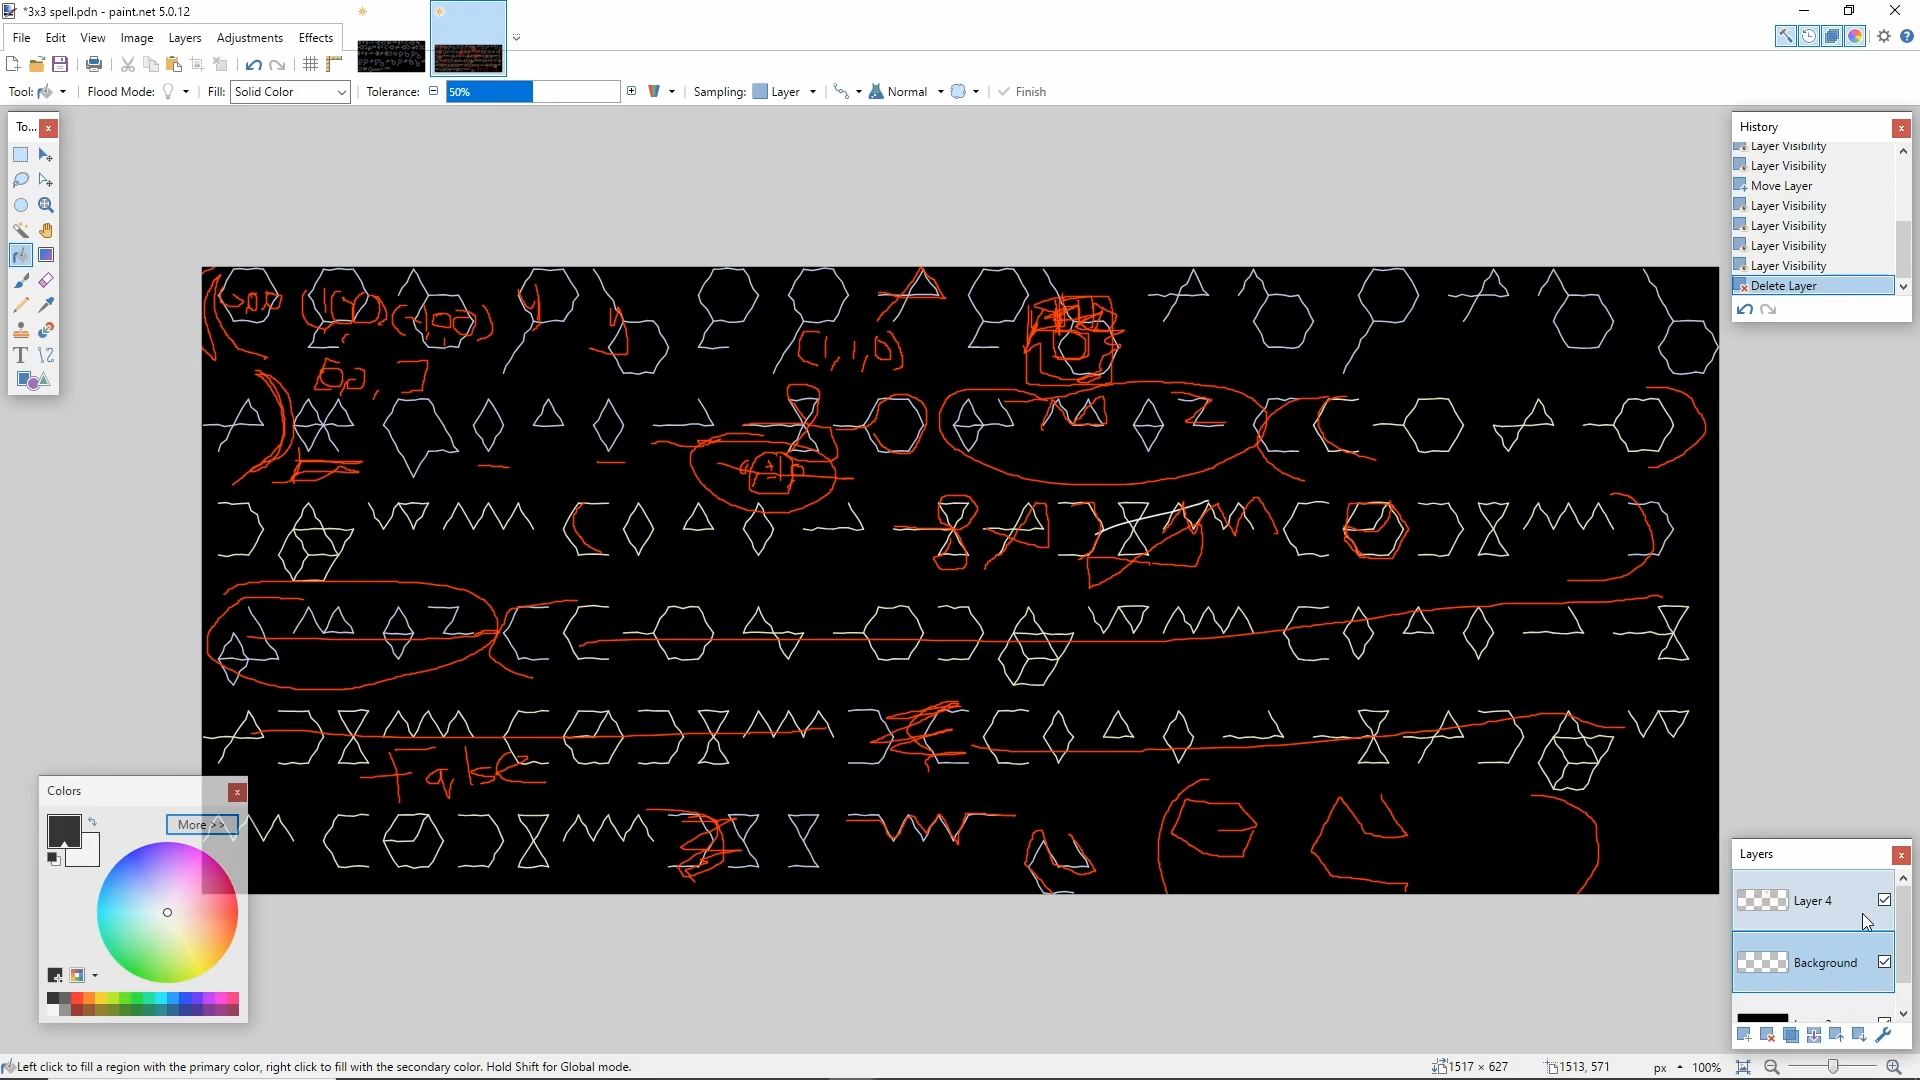 *3x3 spell.pdn - paint.net 5.0.12
File Edit View Image Layers Adjustments Effects
Tool: Flood Mode: Fill: Solid Color Tolerance: 50% Sampling: Layer Normal Finish
To...
History
Layer Visibility
Layer Visibility
Move Layer
Layer Visibility
Layer Visibility
Layer Visibility
Layer Visibility
Delete Layer
(1,1,0)
False
Colors
More >>
Layers
Layer 4
Background
Left click to fill a region with the primary color, right click to fill with the secondary color. Hold Shift for Global mode.
1517 × 627
1513, 571
px
100%